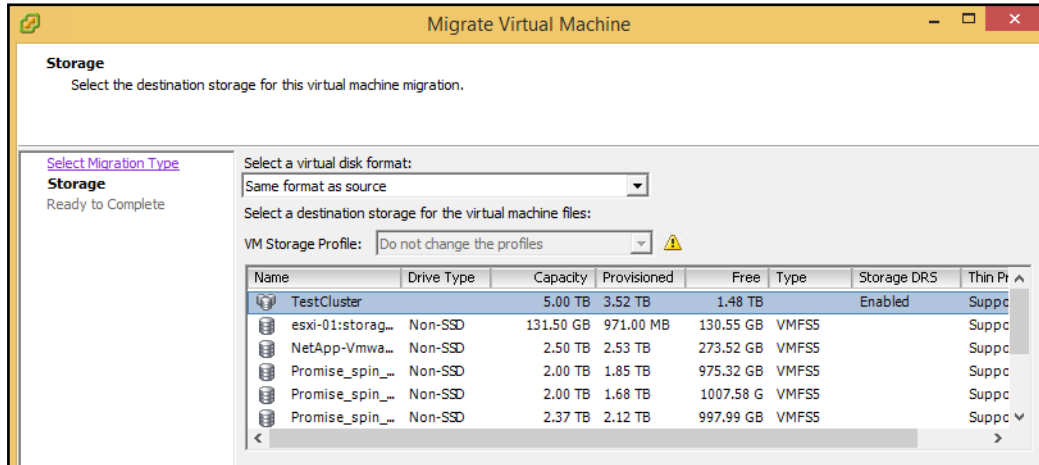 Migrate Virtual Machine
Storage
Select the destination storage for this virtual machine migration.
Select Migration Type
Storage
Ready to Complete
Select a virtual disk format:
Same format as source
Select a destination storage for the virtual machine files:
VM Storage Profile: Do not change the profiles
Name Drive Type Capacity Provisioned Free Type Storage DRS Thin Pr
TestCluster 5.00 TB 3.52 TB 1.48 TB Enabled Suppo
esxi-01:storag... Non-SSD 131.50 GB 971.00 MB 130.55 GB VMFS5 Suppo
NetApp-Vmwa... Non-SSD 2.50 TB 2.53 TB 273.52 GB VMFS5 Suppo
Promise_spin_... Non-SSD 2.00 TB 1.85 TB 975.32 GB VMFS5 Suppo
Promise_spin_... Non-SSD 2.00 TB 1.68 TB 1007.58 G VMFS5 Suppo
Promise_spin_... Non-SSD 2.37 TB 2.12 TB 997.99 GB VMFS5 Suppo